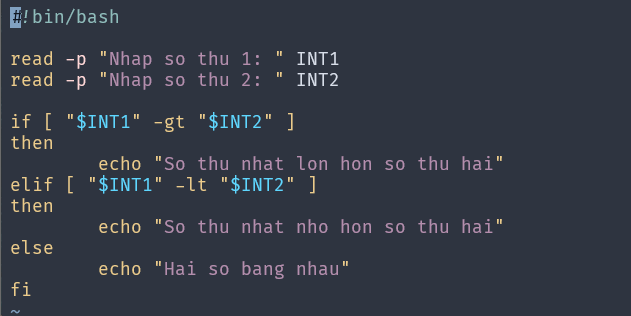 #!bin/bash
read -p "Nhap so thu 1: " INT1
read -p "Nhap so thu 2: " INT2
if [ "$INT1" -gt "$INT2" ]
then
echo "So thu nhat lon hon so thu hai"
elif [ "$INT1" -lt "$INT2" ]
then
echo "So thu nhat nho hon so thu hai"
else
echo "Hai so bang nhau"
fi
~